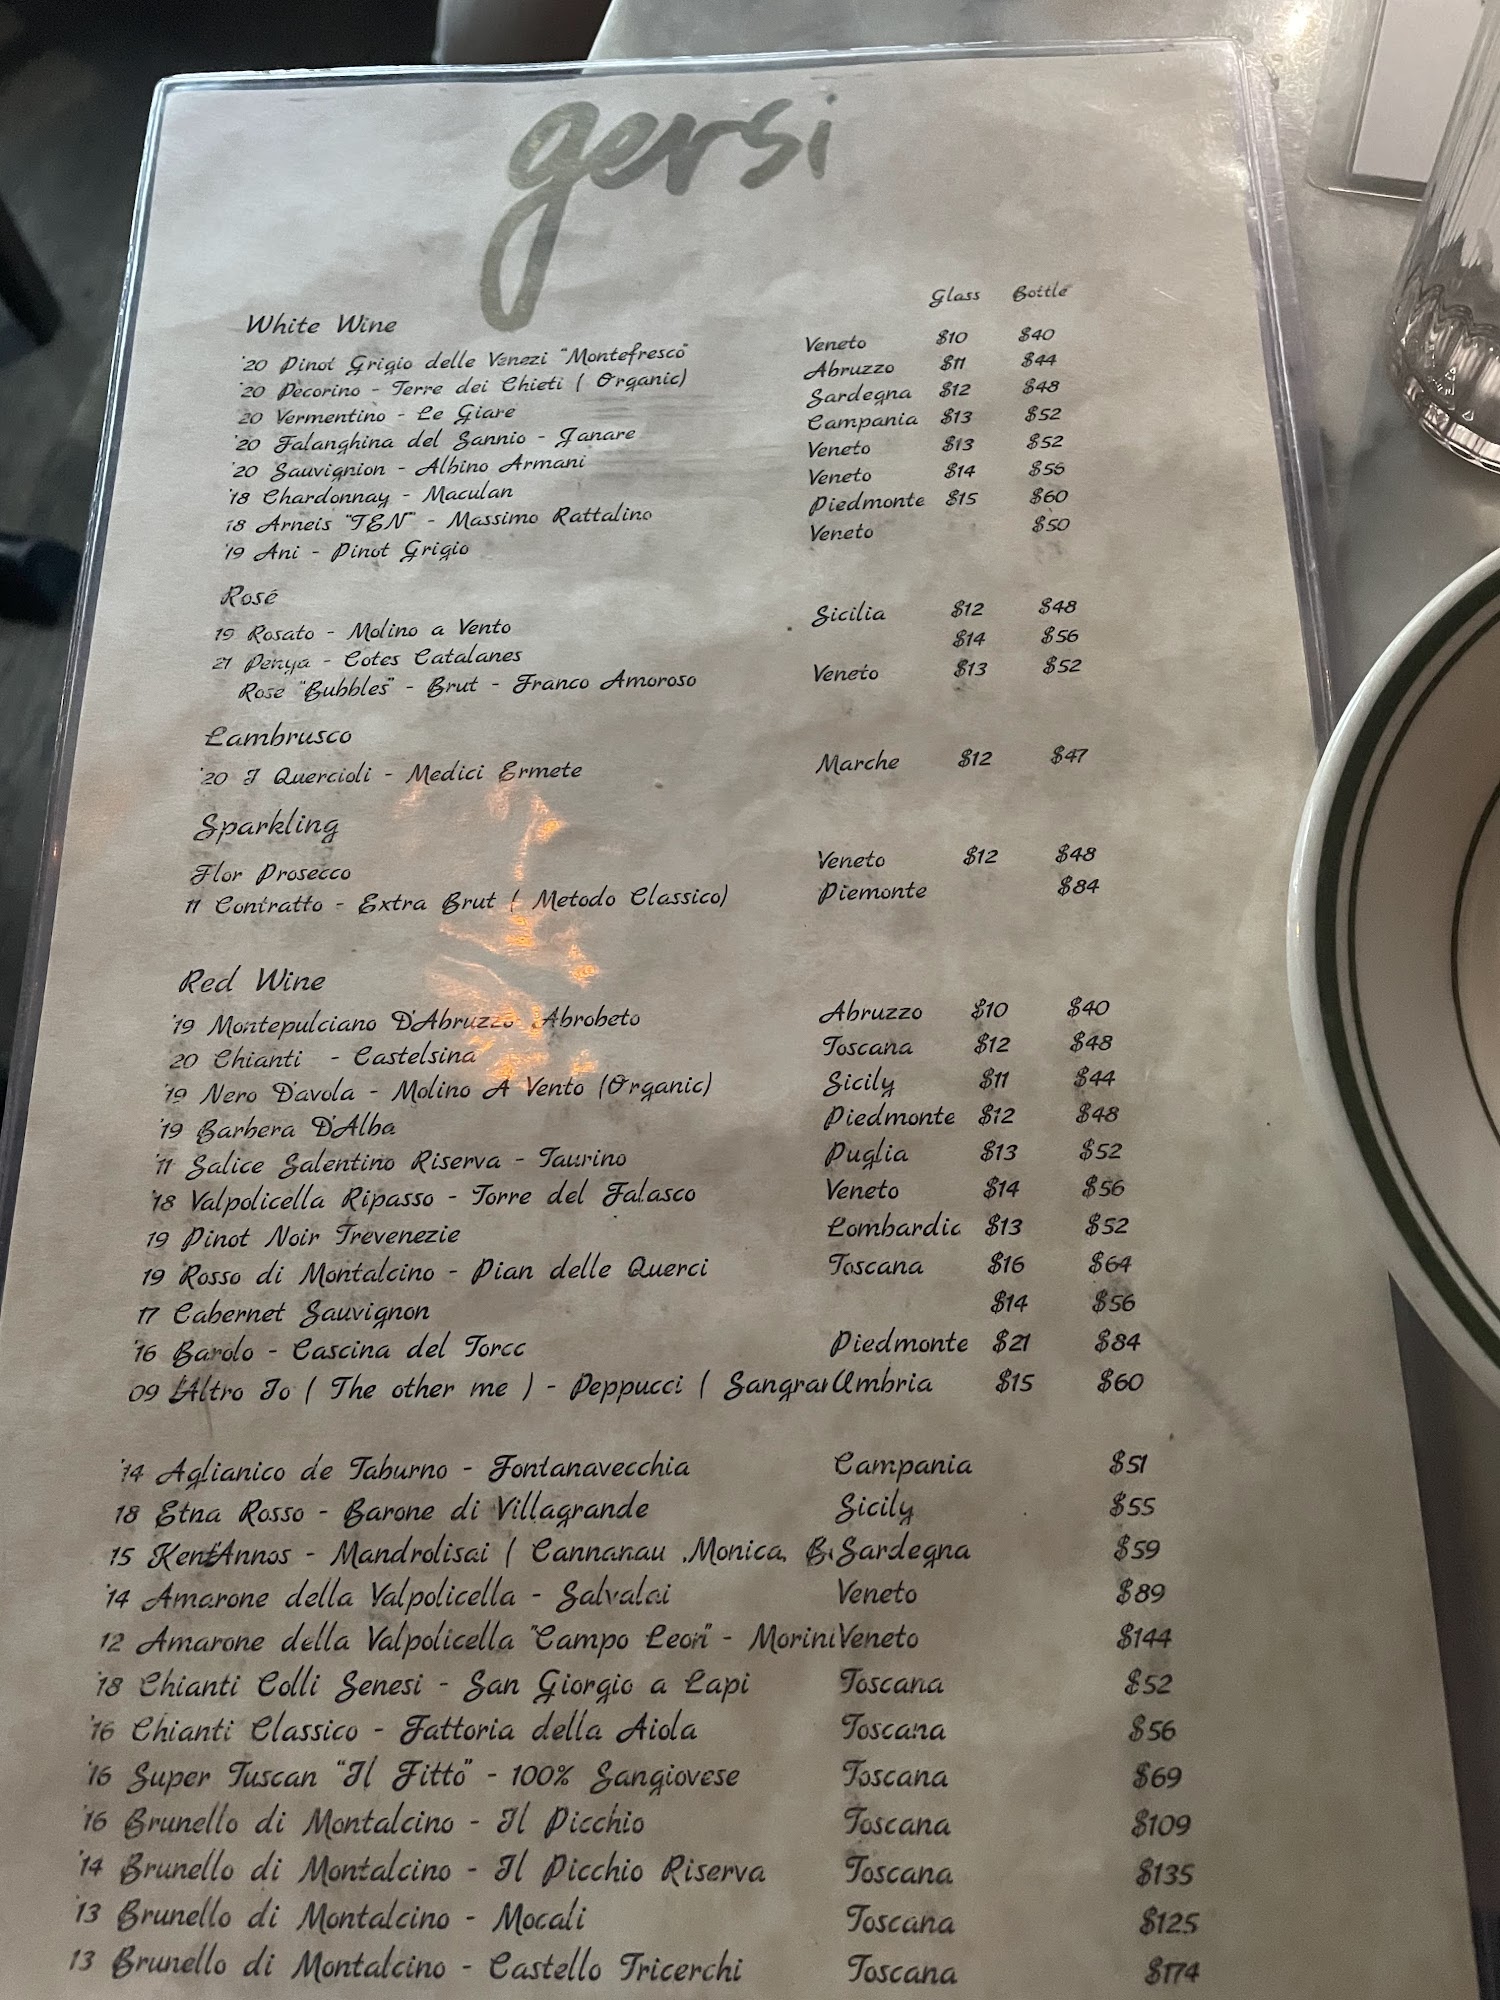 gersi
Glass Bottle
White Wine
'20 Pinot Grigio delle Venezi "Montefresco" Veneto $10 $40
'20 Pecorino - Terre dei Chieti ( Organic) Abruzzo $11 $44
20 Vermentino - Le Giare Sardegna $12 $48
'20 Falanghina del Sannio - Janare Campania $13 $52
'20 Sauvignion - Albino Armani Veneto $13 $52
'18 Chardonnay - Maculan Veneto $14 $56
18 Arneis "TEN" - Massimo Rattalino Piedmonte $15 $60
'19 Ani - Pinot Grigio Veneto $50
Rosé
19 Rosato - Molino a Vento Sicilia $12 $48
21 Penya - Cotes Catalanes $14 $56
Rose "Bubbles" - Brut - Franco Amoroso Veneto $13 $52
Lambrusco
'20 I Quercioli - Medici Ermete Marche $12 $47
Sparkling
Flor Prosecco Veneto $12 $48
11 Contratto - Extra Brut ( Metodo Classico) Piemonte $84
Red Wine
'19 Montepulciano D'Abruzzo Abrobeto Abruzzo $10 $40
20 Chianti - Castelsina Toscana $12 $48
'19 Nero D'avola - Molino A Vento (Organic) Sicily $11 $44
'19 Barbera D'Alba Piedmonte $12 $48
'11 Salice Salentino Riserva - Taurino Puglia $13 $52
'18 Valpolicella Ripasso - Torre del Falasco Veneto $14 $56
19 Pinot Noir Trevenezie Lombardia $13 $52
19 Rosso di Montalcino - Pian delle Querci Toscana $16 $64
17 Cabernet Sauvignon $14 $56
'16 Barolo - Cascina del Torcc Piedmonte $21 $84
09 L'Altro Io ( The other me ) - Peppucci ( Sangran Umbria $15 $60
'14 Aglianico de Taburno - Fontanavecchia Campania $51
18 Etna Rosso - Barone di Villagrande Sicily $55
15 Kent'Annos - Mandrolisai ( Cannanau ,Monica, B Sardegna $59
'14 Amarone della Valpolicella - Salvalai Veneto $89
12 Amarone della Valpolicella "Campo Leon" - Morini Veneto $144
'18 Chianti Colli Senesi - San Giorgio a Lapi Toscana $52
'16 Chianti Classico - Fattoria della Aiola Toscana $56
'16 Super Tuscan "Il Fitto" - 100% Sangiovese Toscana $69
'16 Brunello di Montalcino - Il Picchio Toscana $109
'14 Brunello di Montalcino - Il Picchio Riserva Toscana $135
'13 Brunello di Montalcino - Mocali Toscana $125
13 Brunello di Montalcino - Castello Tricerchi Toscana $174